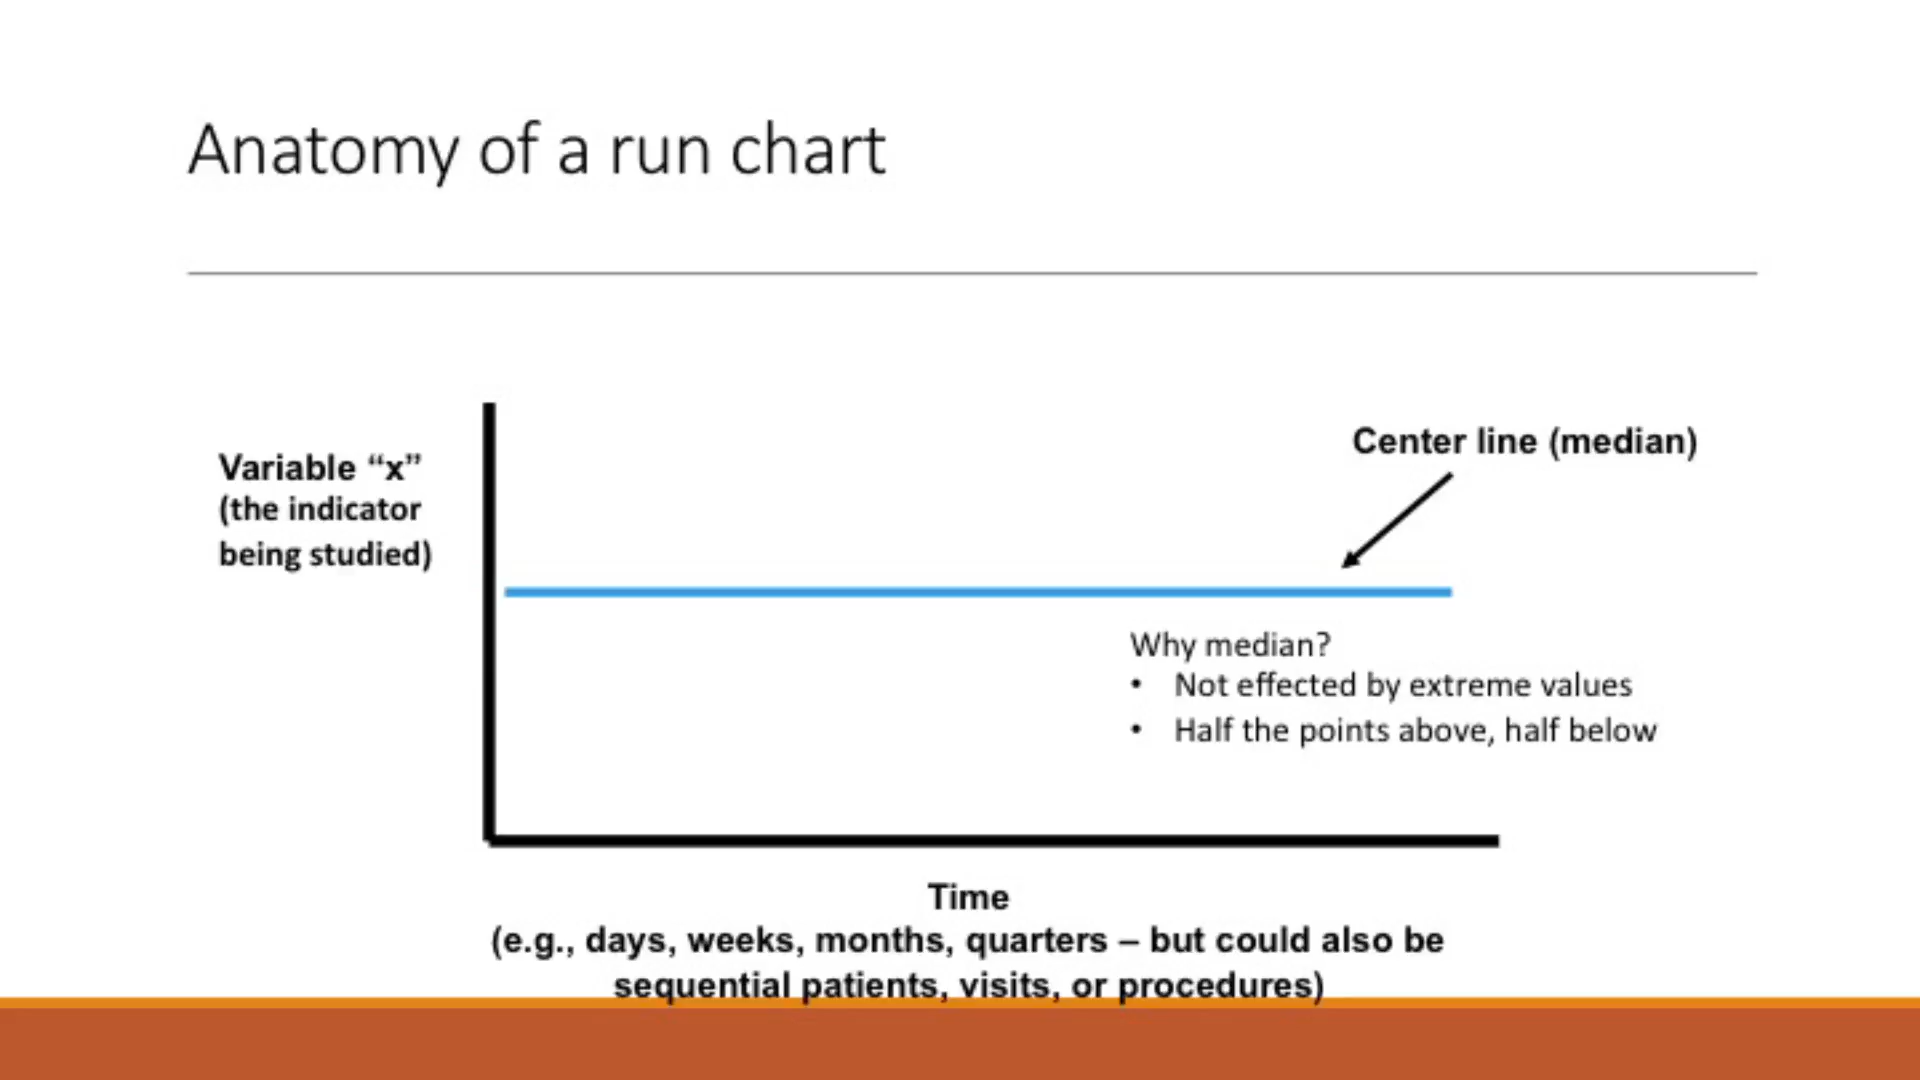 Anatomy of a run chart
Variable “x”
(the indicator
being studied)
Center line (median)
Why median?
• Not effected by extreme values
• Half the points above, half below
Time
(e.g., days, weeks, months, quarters – but could also be
sequential patients, visits, or procedures)